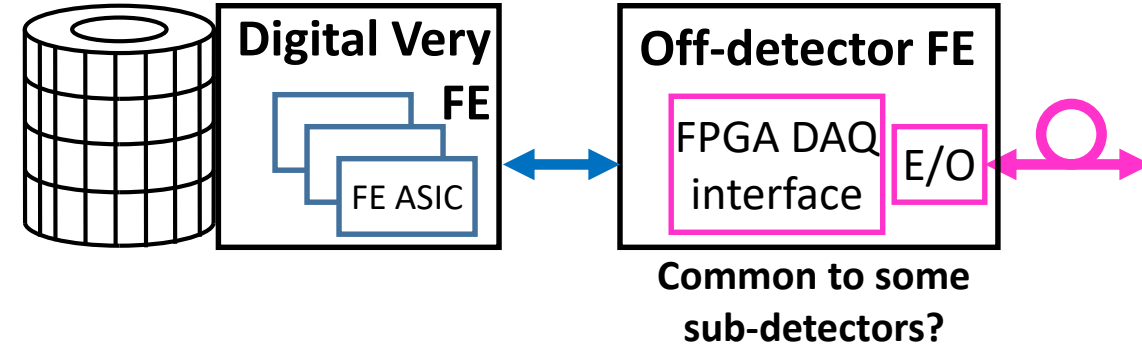 Digital Very
FE
FE ASIC
Off-detector FE
FPGA DAQ
interface
E/O
Common to some
sub-detectors?